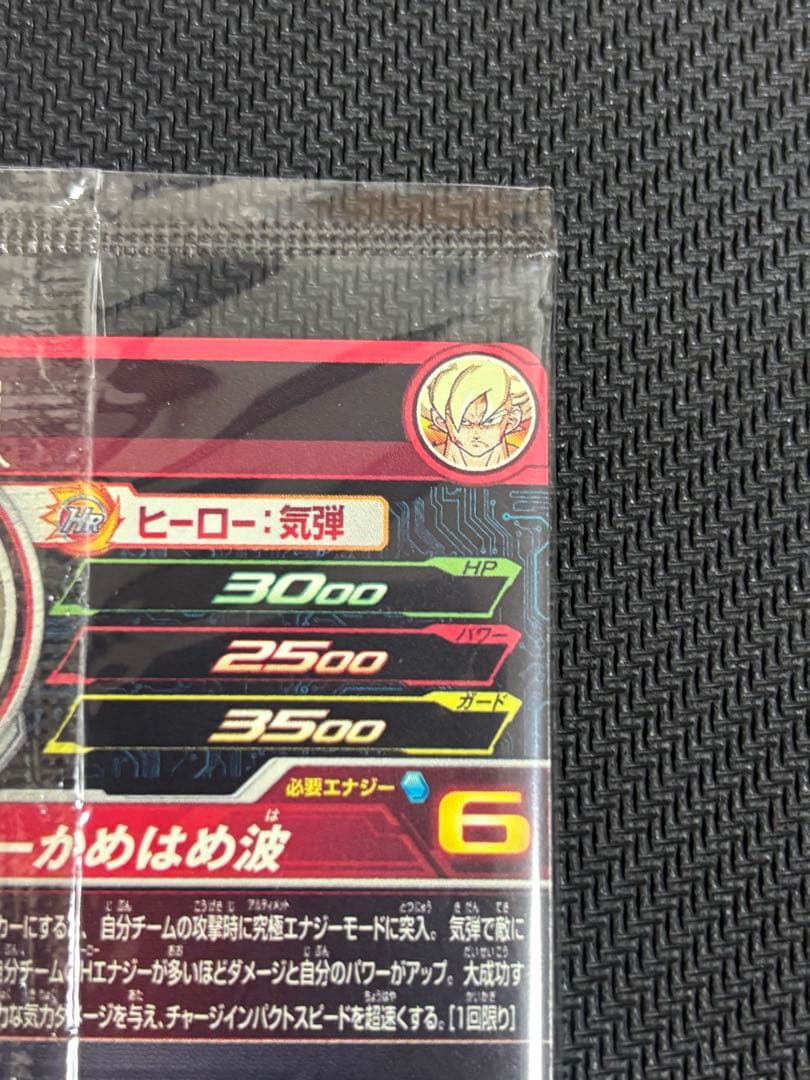 HR ヒーロー：気弾
HP
3000
パワー
2500
ガード
3500
必要エナジー 6
ーかめはめ波
は
カーにすると、自分チームの攻撃時に究極エナジーモードに突入。気弾で敵に
分チームのHエナジーが多いほどダメージと自分のパワーがアップ。大成功す
力な気力ダメージを与え、チャージインパクトスピードを超速くする。[1回限り]